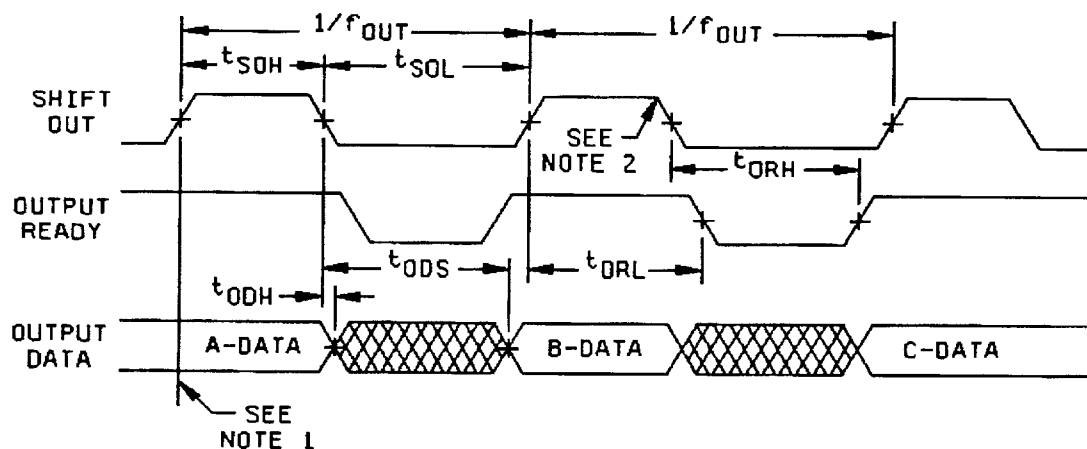 1/fOUT 1/fOUT
tSOH tSOL
SHIFT
OUT
SEE
NOTE 2
tORH
OUTPUT
READY
tODS tORL
tODH
OUTPUT
DATA
A-DATA B-DATA C-DATA
SEE
NOTE 1